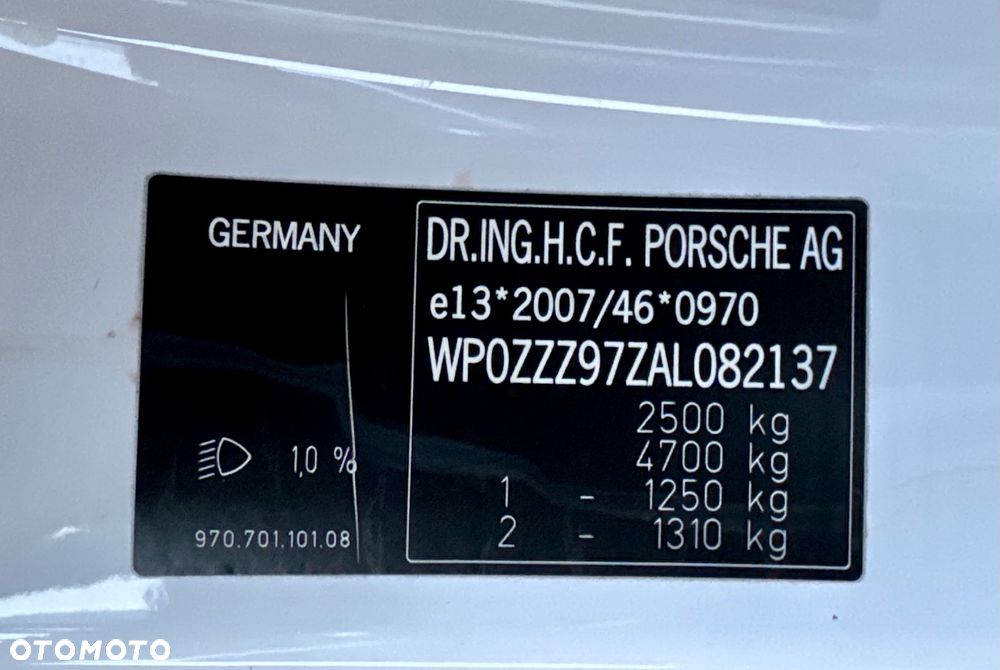 GERMANY
1,0 %
970.701.101.08
DR.ING.H.C.F. PORSCHE AG
e13*2007/46*0970
WP0ZZZ97ZAL082137
2500 kg
4700 kg
1 - 1250 kg
2 - 1310 kg
OTOMOTO